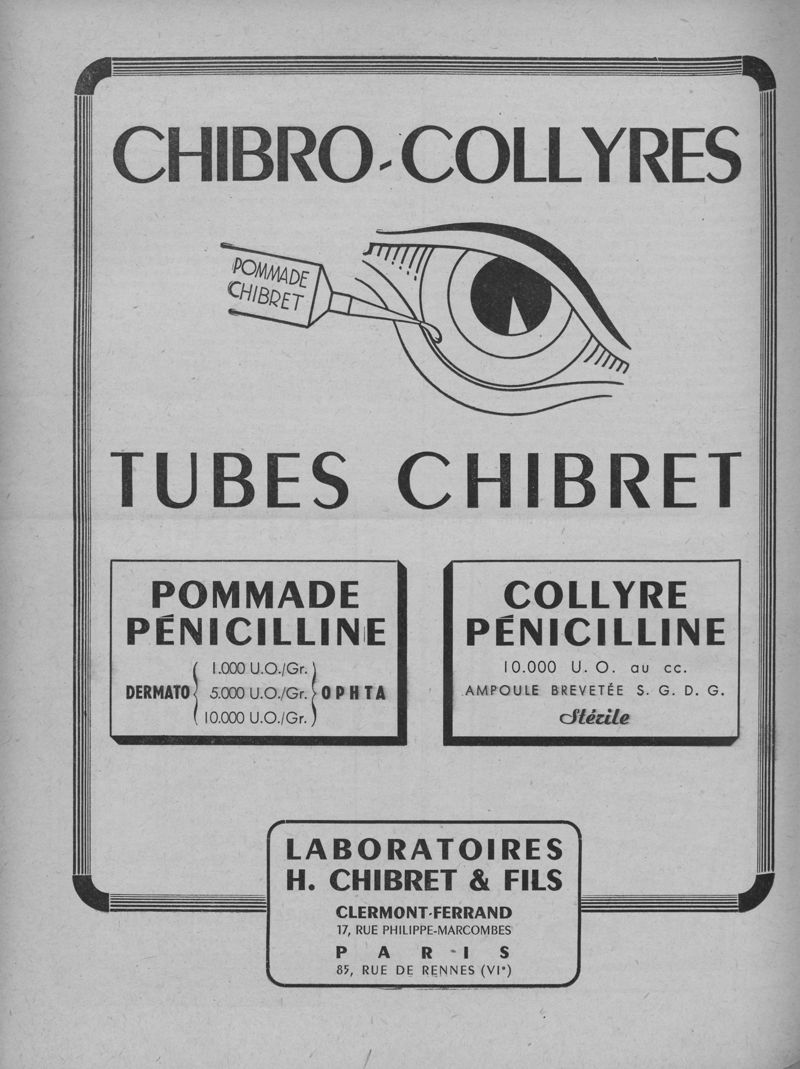 CHIBRO-COLLYRES
POMMADE
CHIBRET
TUBES CHIBRET
POMMADE
PÉNICILLINE
1.000 U.O./Gr.
DERMATO 5.000 U.O./Gr. OPHTA
10.000 U.O./Gr.
COLLYRE
PÉNICILLINE
10.000 U. O. au cc.
AMPOULE BREVETÉE S. G. D. G.
Stérile
LABORATOIRES
H. CHIBRET & FILS
CLERMONT-FERRAND
17, RUE PHILIPPE-MARCOMBES
PARIS
85, RUE DE RENNES (VIe)